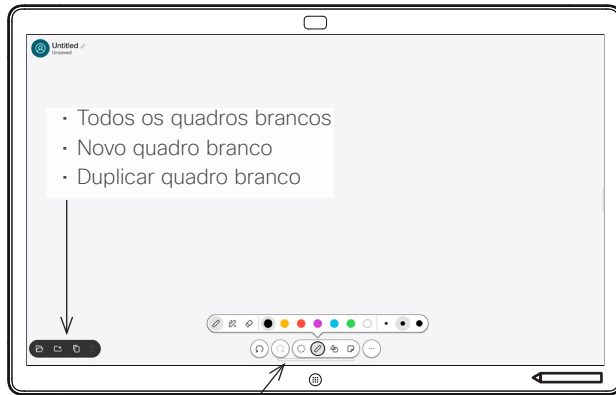 Untitled
Unsaved
· Todos os quadros brancos
· Novo quadro branco
· Duplicar quadro branco